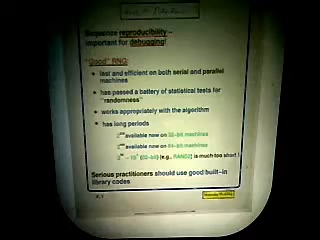 Sequence reproducibility –
important for debugging!
"Good" RNG:
• fast and efficient on both serial and parallel
machines
• has passed a battery of statistical tests for
"randomness"
• works appropriately with the algorithm
• has long periods
available now on 32-bit machines
available now on 64-bit machines
(32-bit) (e.g., RAND) is much too short
Serious practitioners should use good built-in
library codes